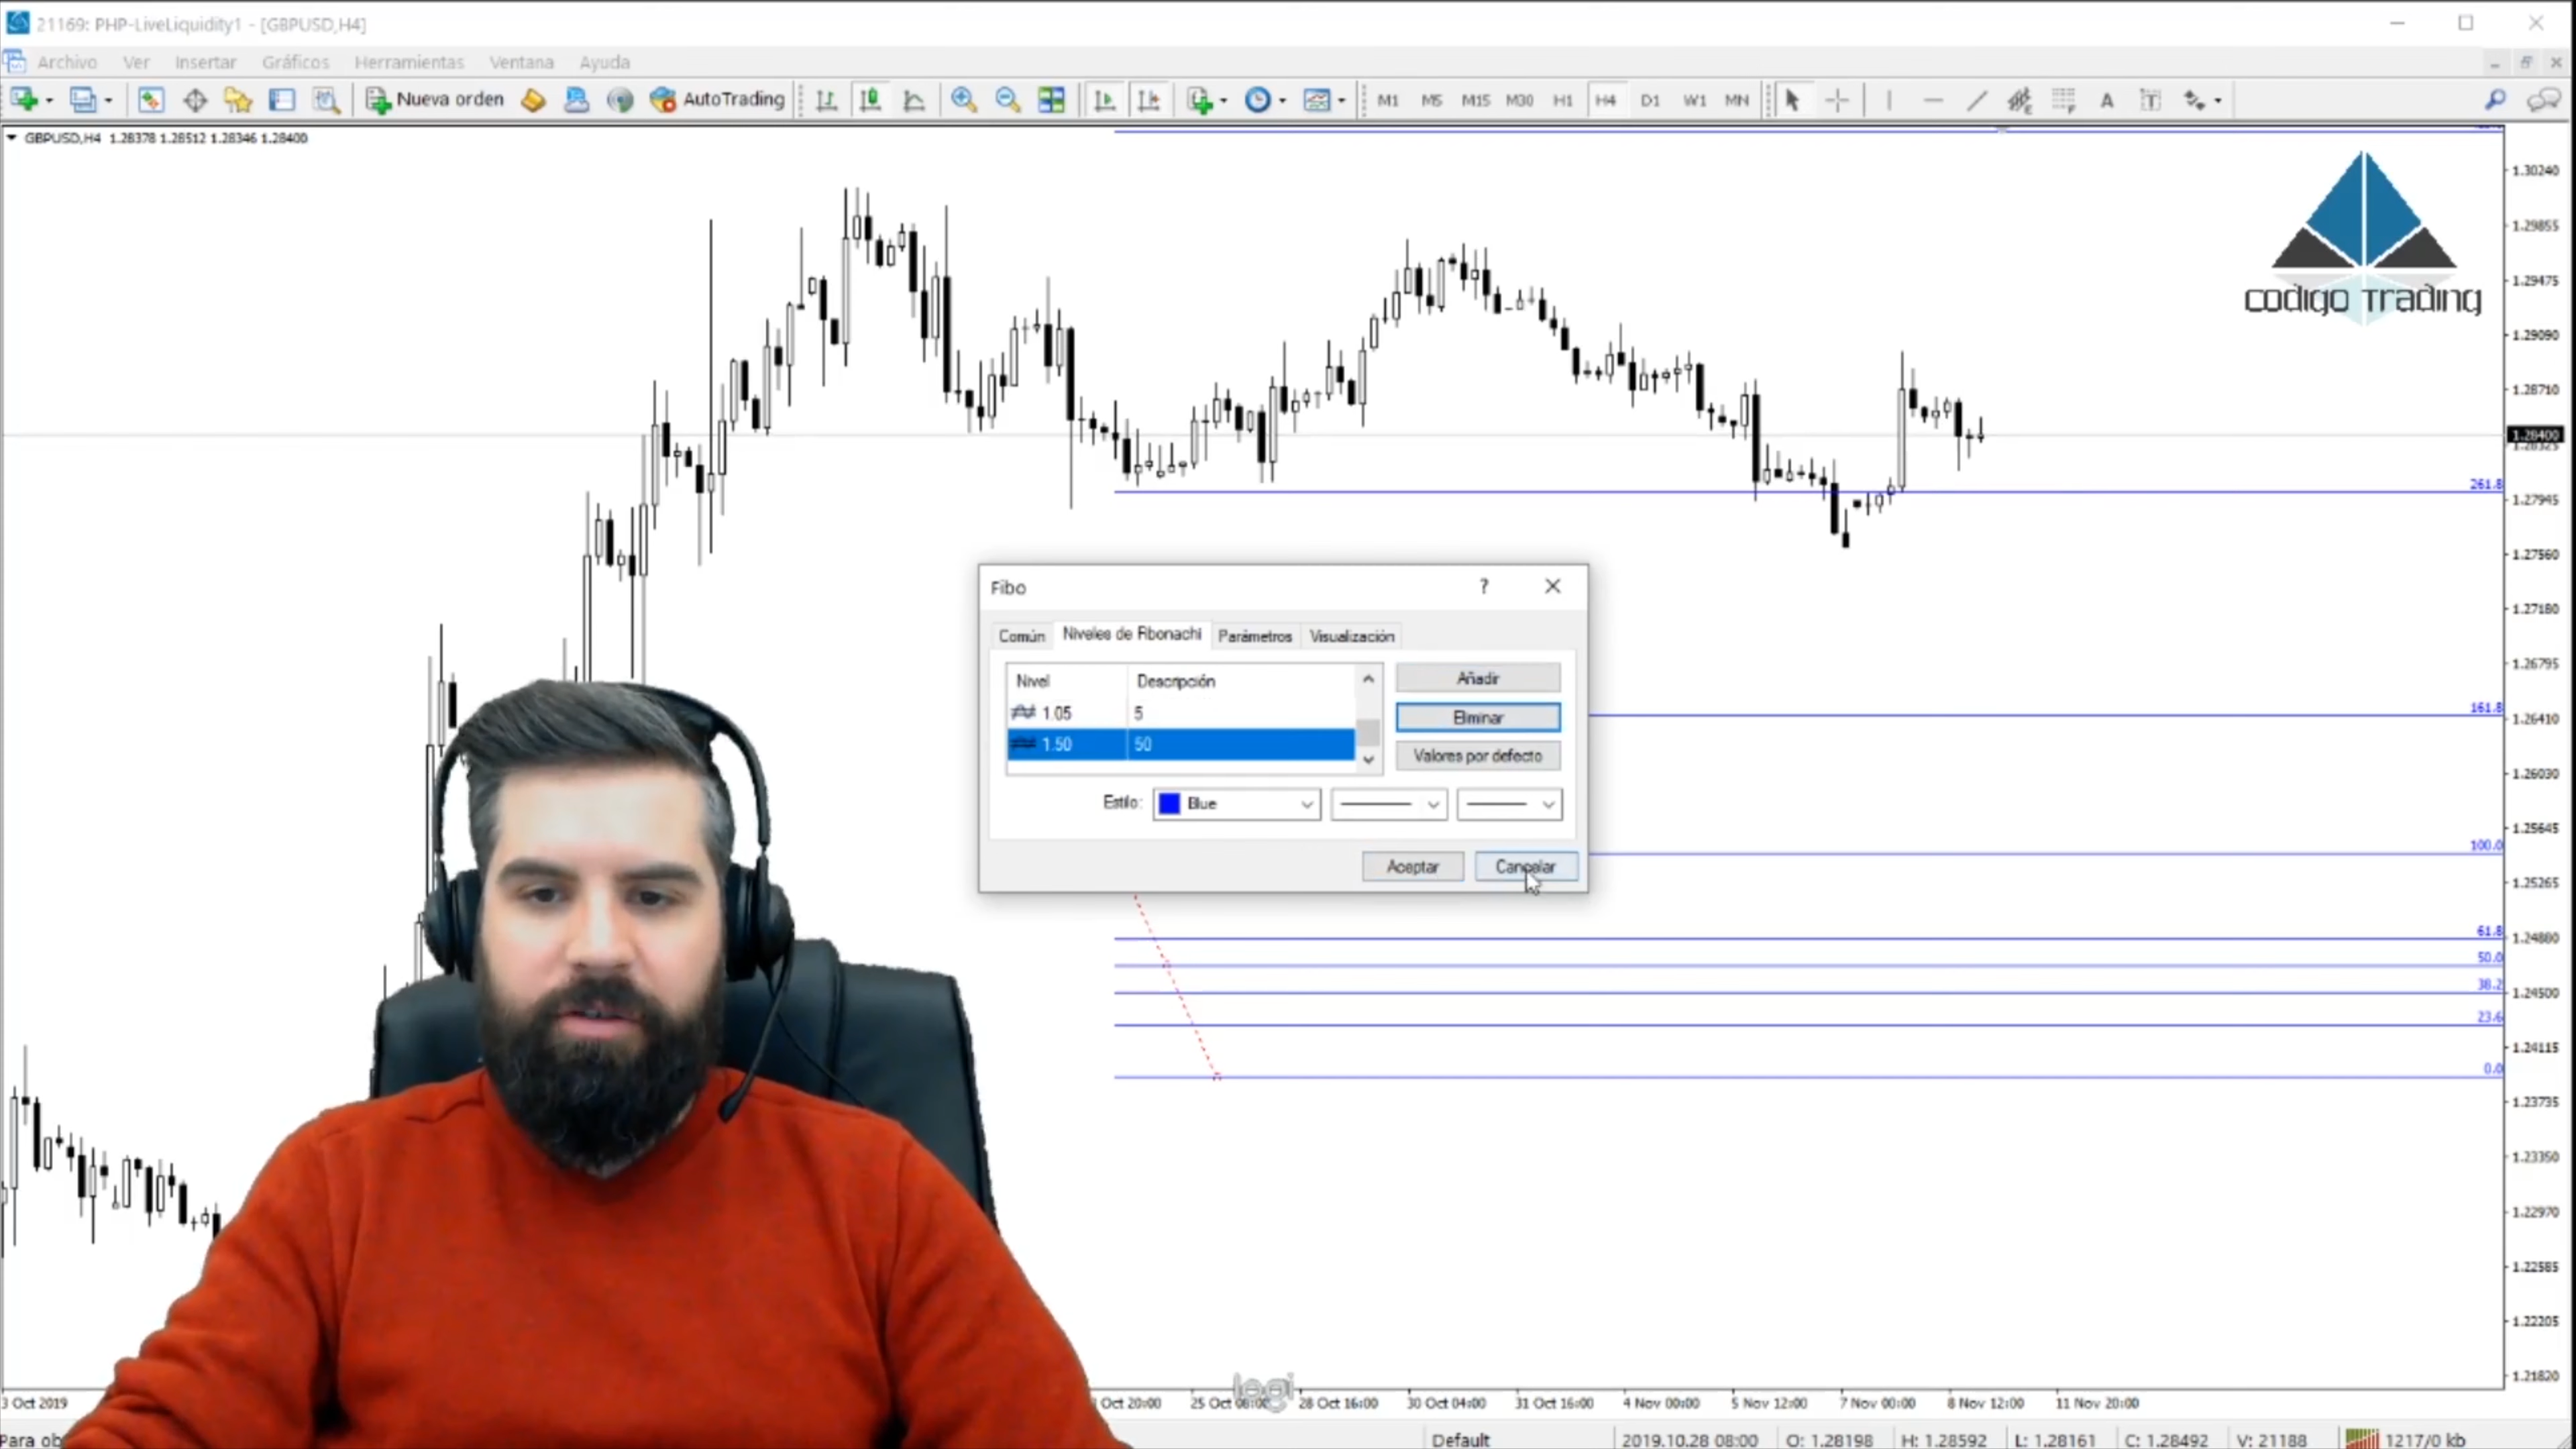 21169: PHP-LiveLiquidity1 - [GBPUSD,H4]
Archivo Ver Insertar Gráficos Herramientas Ventana Ayuda
Nueva orden AutoTrading M1 M5 M15 M30 H1 H4 D1 W1 MN A T
GBPUSD,H4 1.28378 1.28512 1.28346 1.28400
1.30240
codigo Trading
1.29855
1.29475
1.29090
1.28710
1.28400
261.8
1.27945
1.27560
1.27180
1.26795
161.8
1.26410
1.26030
1.25645
100.0
1.25265
61.8
1.24880
50.0
38.2
1.24500
23.6
1.24115
0.0
1.23735
1.23350
1.22970
1.22585
1.22205
1.21820
Fibo ?
Común Niveles de Fibonachi Parámetros Visualización
Nivel Descripción
1.05 5
1.50 50
Añadir
Eliminar
Valores por defecto
Estilo: Blue
Aceptar Cancelar
logi
3 Oct 2019 Oct 20:00 25 Oct 08:00 28 Oct 16:00 30 Oct 04:00 31 Oct 16:00 4 Nov 00:00 5 Nov 12:00 7 Nov 00:00 8 Nov 12:00 11 Nov 20:00
Para ob Default 2019.10.28 08:00 O: 1.28198 H: 1.28592 L: 1.28161 C: 1.28492 V: 21188 1217/0 kb